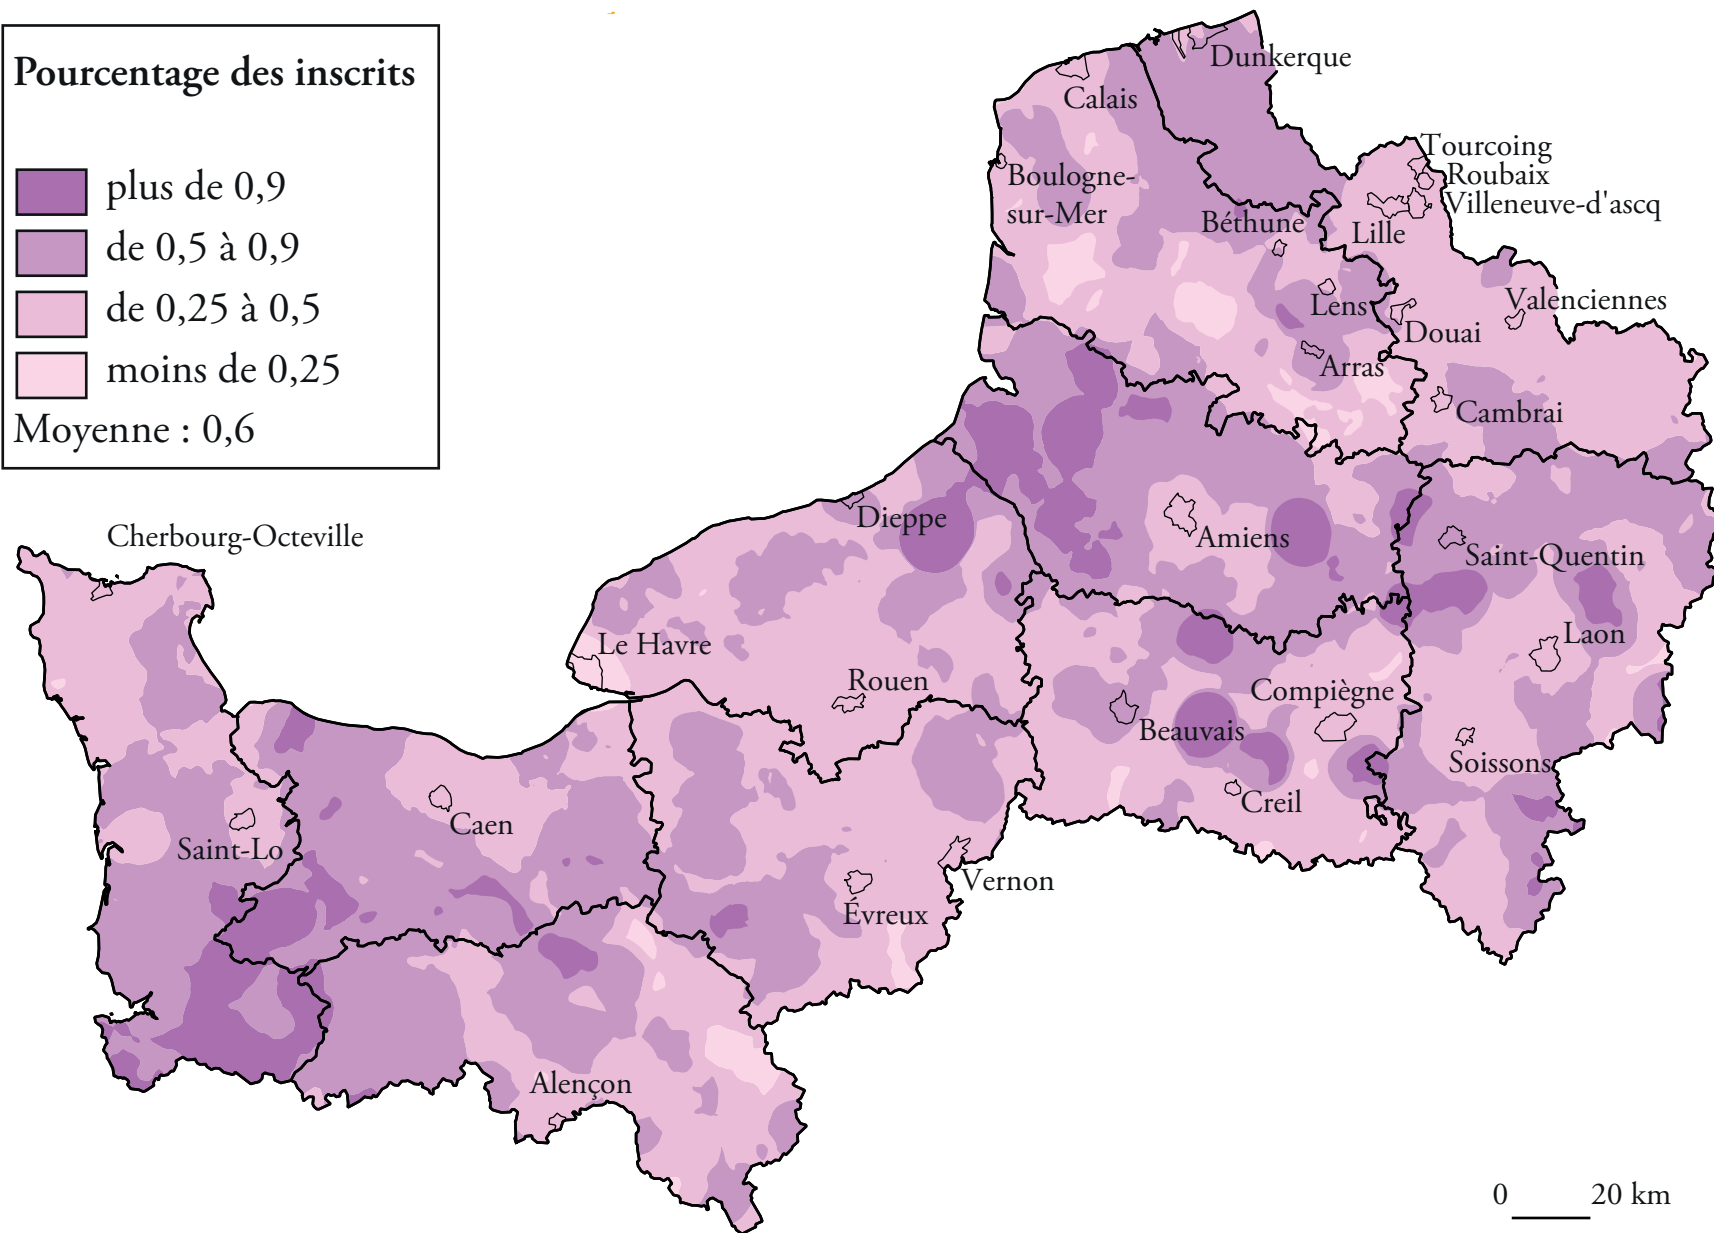 Pourcentage des inscrits
plus de 0,9
de 0,5 à 0,9
de 0,25 à 0,5
moins de 0,25
Moyenne : 0,6
Dunkerque
Calais
Tourcoing
Roubaix
Villeneuve-d'ascq
Boulogne-
sur-Mer
Béthune
Lille
Lens
Valenciennes
Douai
Arras
Cambrai
Dieppe
Amiens
Saint-Quentin
Cherbourg-Octeville
Laon
Le Havre
Rouen
Compiègne
Beauvais
Soissons
Creil
Caen
Saint-Lo
Vernon
Évreux
Alençon
0 20 km